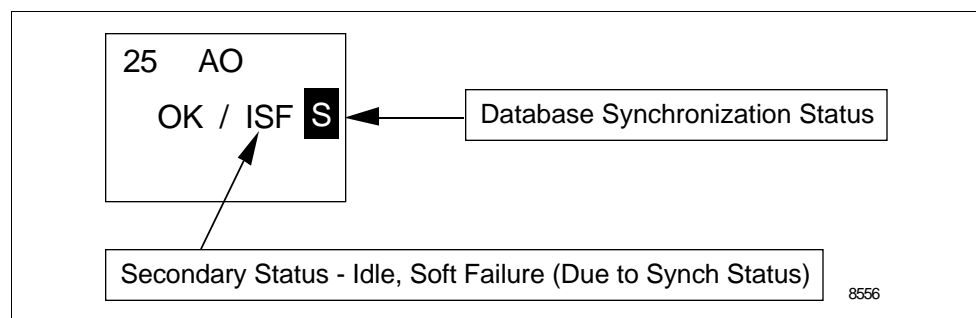 25 AO
OK / ISF S
Database Synchronization Status
Secondary Status - Idle, Soft Failure (Due to Synch Status)
8556